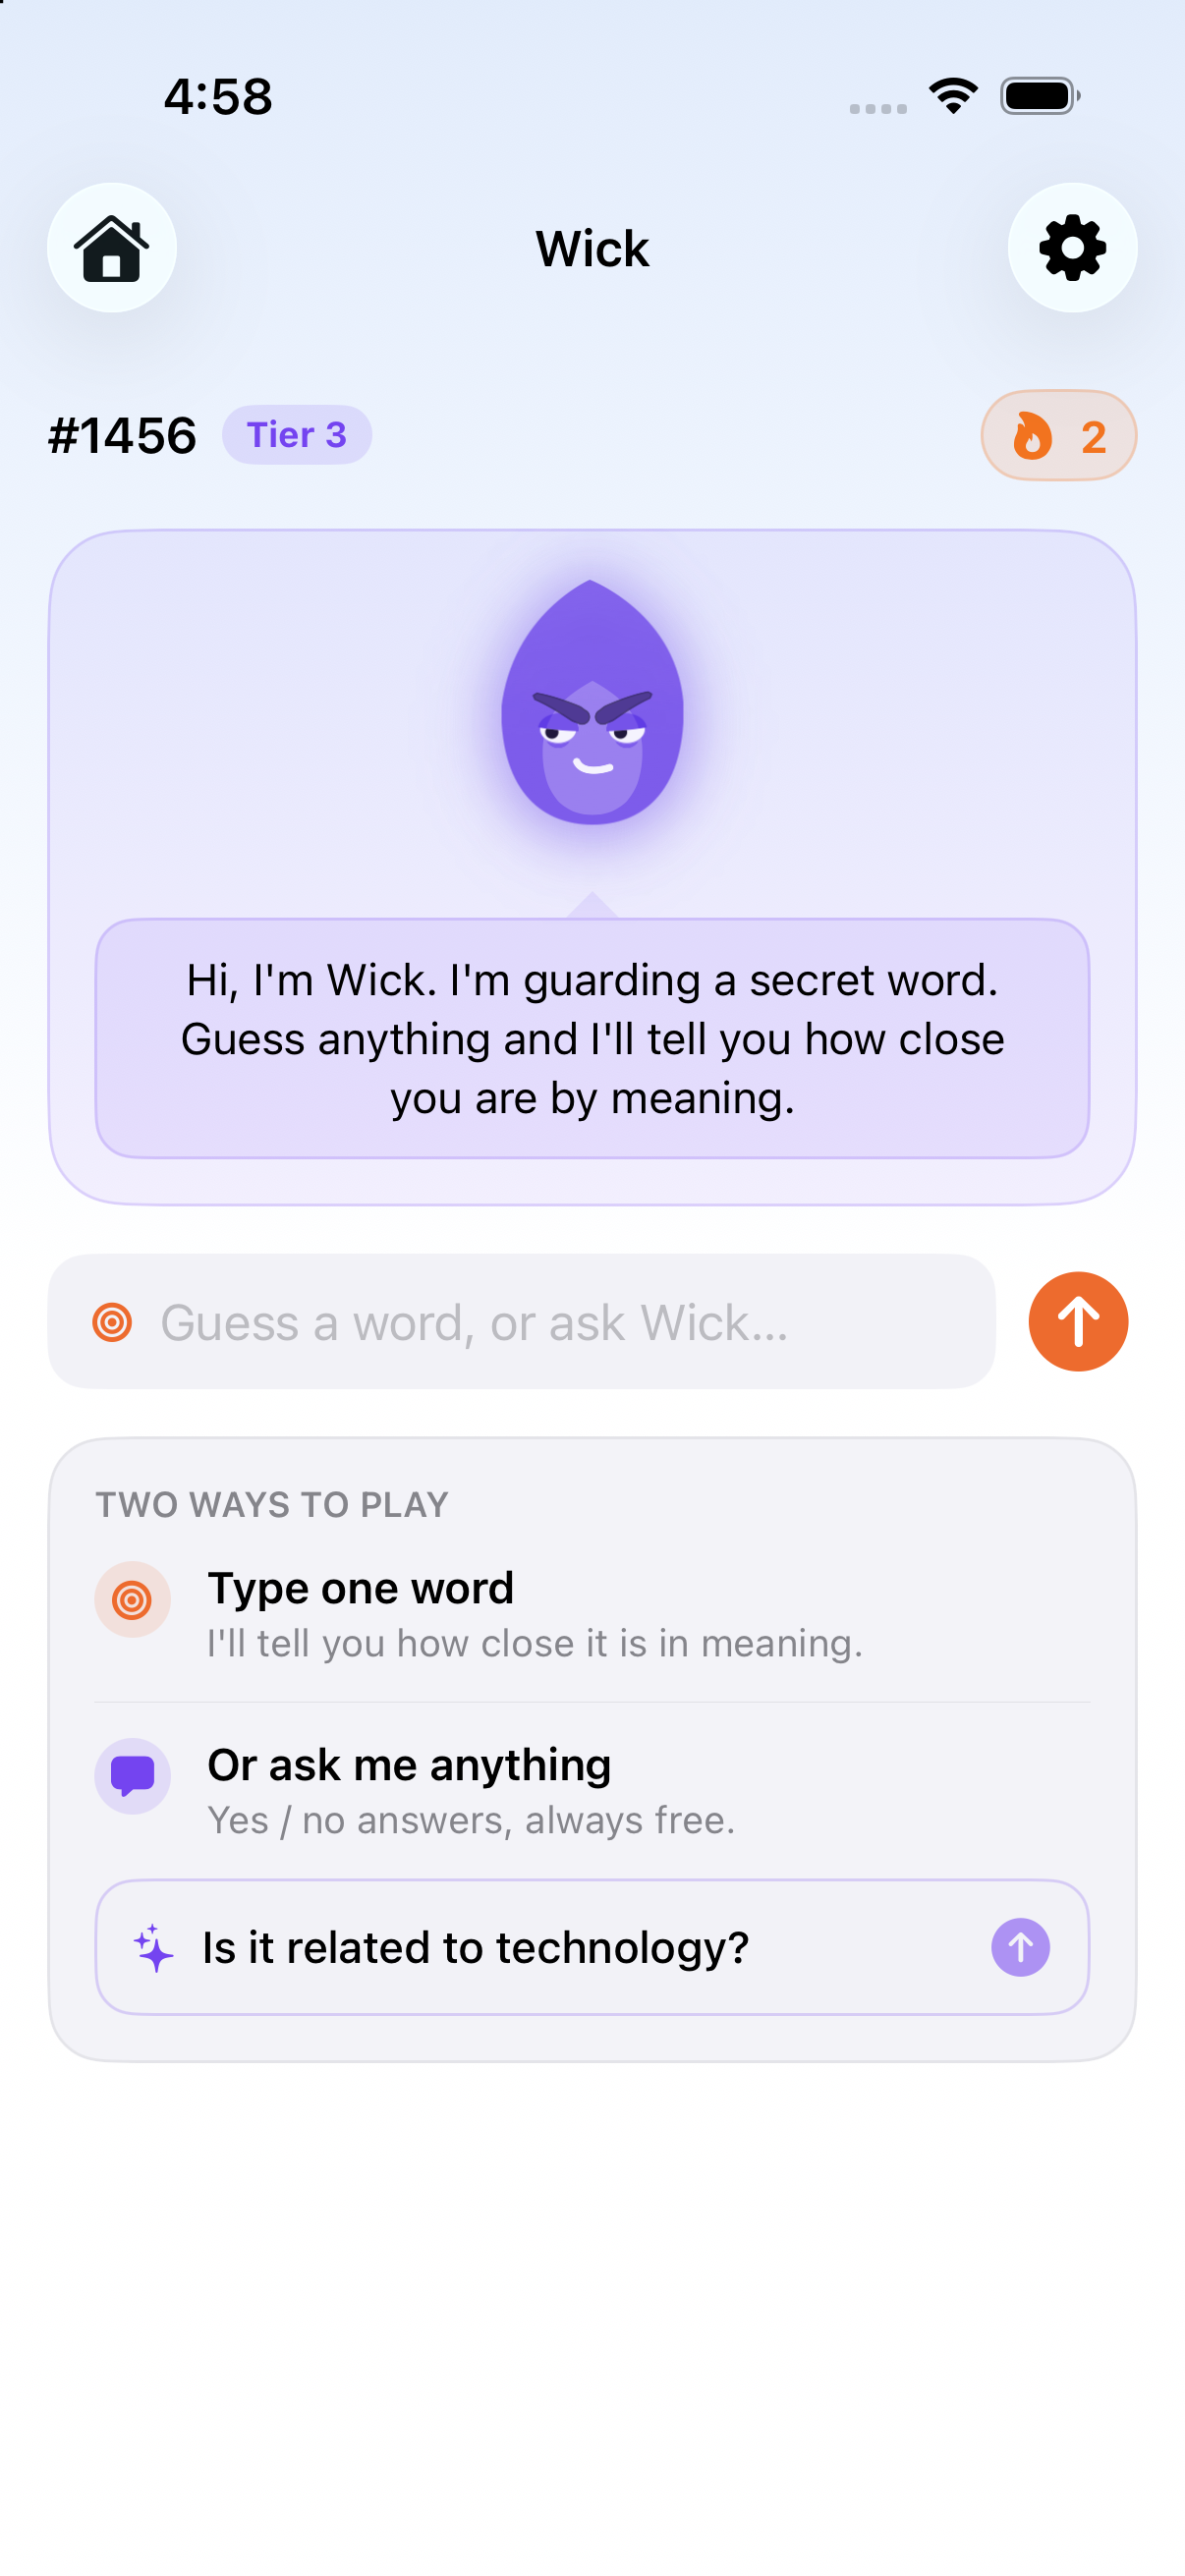 4:58
Wick
#1456 Tier 3 2
Hi, I'm Wick. I'm guarding a secret word.
Guess anything and I'll tell you how close
you are by meaning.
Guess a word, or ask Wick...
TWO WAYS TO PLAY
Type one word
I'll tell you how close it is in meaning.
Or ask me anything
Yes / no answers, always free.
Is it related to technology?